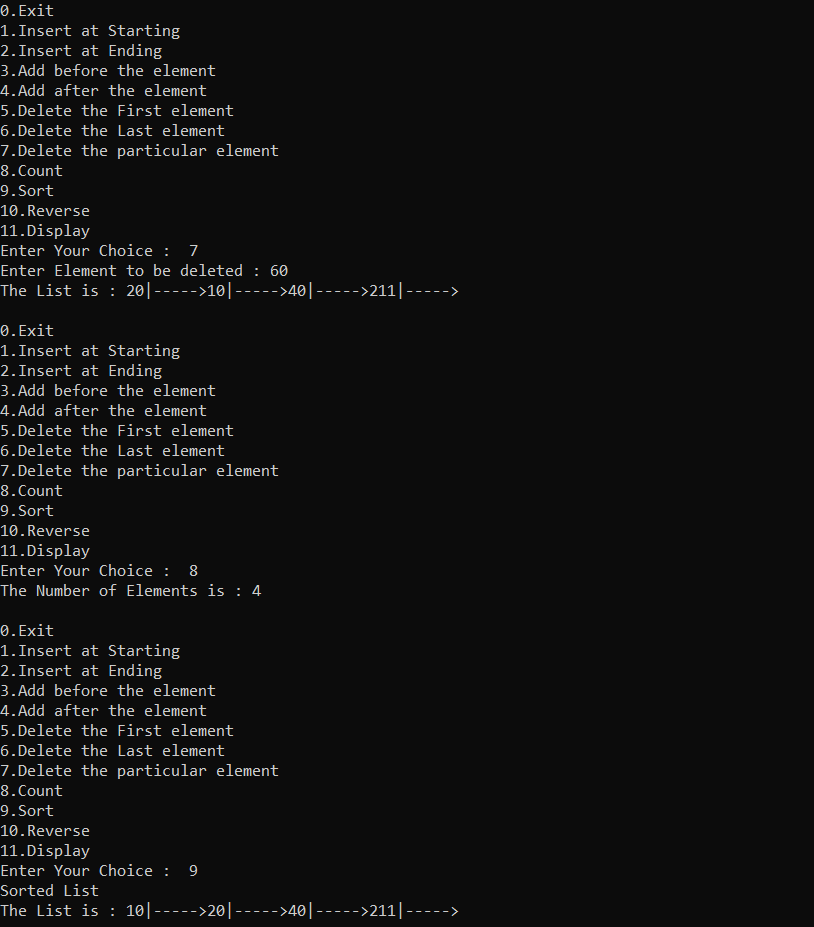 0.Exit
1.Insert at Starting
2.Insert at Ending
3.Add before the element
4.Add after the element
5.Delete the First element
6.Delete the Last element
7.Delete the particular element
8.Count
9.Sort
10.Reverse
11.Display
Enter Your Choice :  7
Enter Element to be deleted : 60
The List is : 20|----->10|----->40|----->211|----->
0.Exit
1.Insert at Starting
2.Insert at Ending
3.Add before the element
4.Add after the element
5.Delete the First element
6.Delete the Last element
7.Delete the particular element
8.Count
9.Sort
10.Reverse
11.Display
Enter Your Choice :  8
The Number of Elements is : 4
0.Exit
1.Insert at Starting
2.Insert at Ending
3.Add before the element
4.Add after the element
5.Delete the First element
6.Delete the Last element
7.Delete the particular element
8.Count
9.Sort
10.Reverse
11.Display
Enter Your Choice :  9
Sorted List
The List is : 10|----->20|----->40|----->211|----->